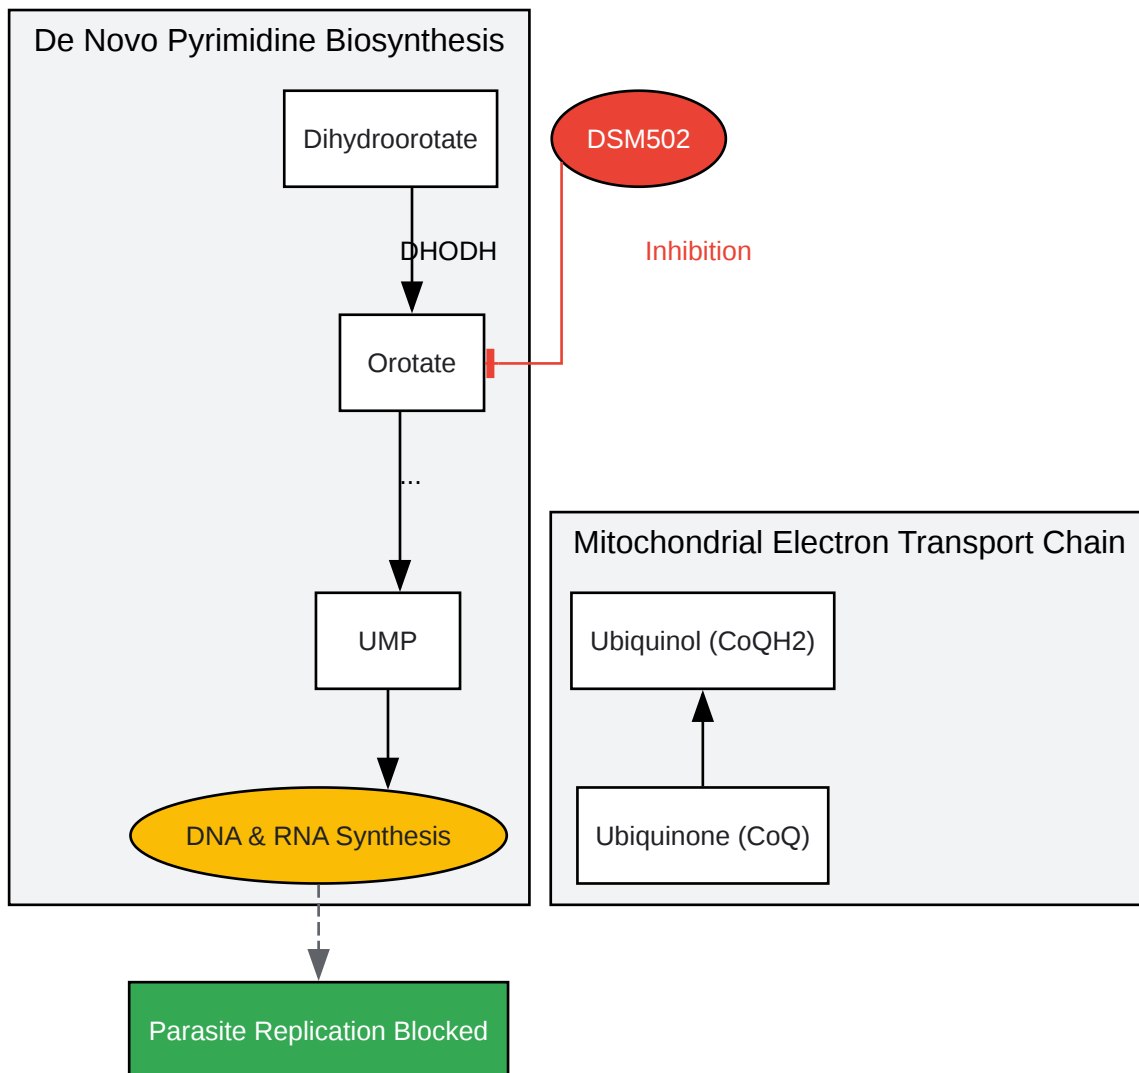 De Novo Pyrimidine Biosynthesis
Dihydroorotate
DSM502
DHODH
Inhibition
Orotate
...
Mitochondrial Electron Transport Chain
UMP
Ubiquinol (CoQH2)
DNA & RNA Synthesis
Ubiquinone (CoQ)
Parasite Replication Blocked